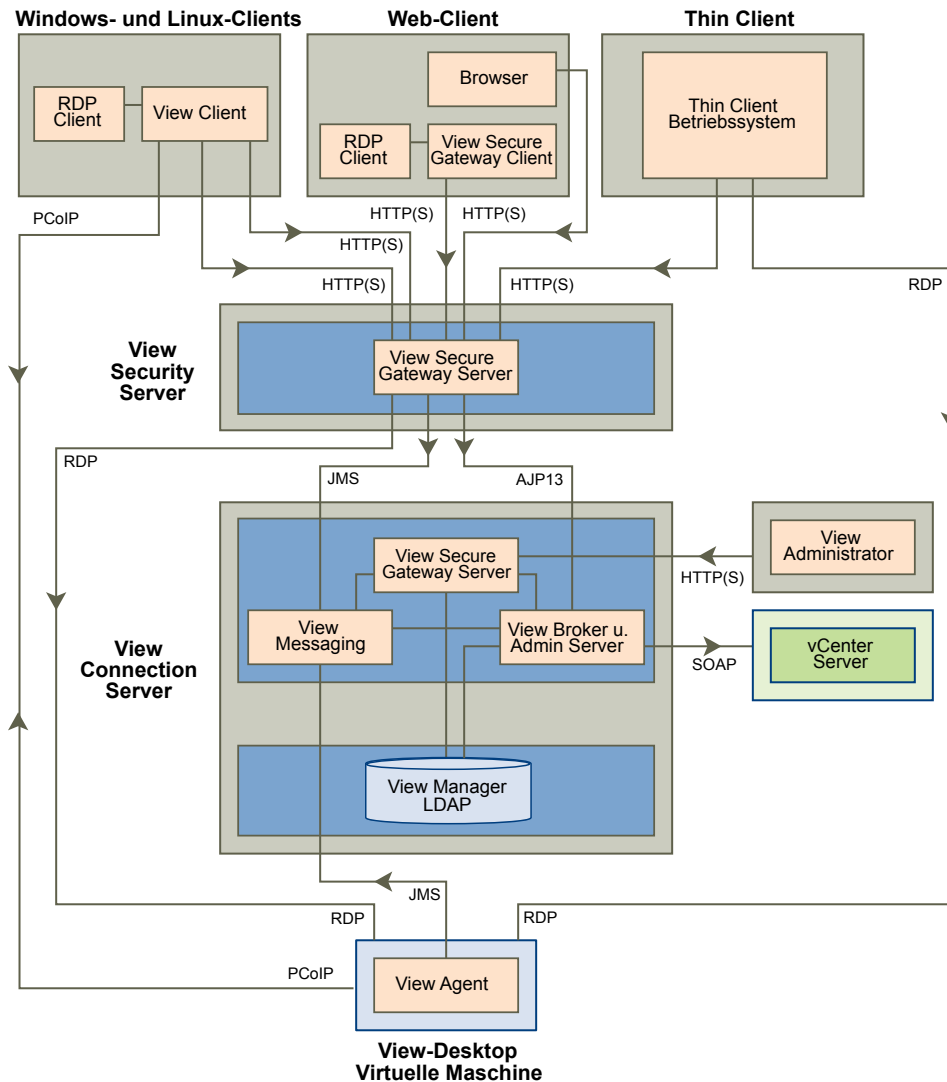 Windows- und Linux-Clients
Web-Client
Thin Client
RDP
Client
View Client
Browser
RDP
Client
View Secure
Gateway Client
Thin Client
Betriebssystem
PCoIP
HTTP(S)
HTTP(S)
HTTP(S)
HTTP(S)
HTTP(S)
RDP
View
Security
Server
View Secure
Gateway Server
RDP
JMS
AJP13
View
Connection
Server
View Secure
Gateway Server
View
Messaging
View Broker u.
Admin Server
View
Administrator
HTTP(S)
SOAP
vCenter
Server
View Manager
LDAP
JMS
RDP
RDP
PCoIP
View Agent
View-Desktop
Virtuelle Maschine